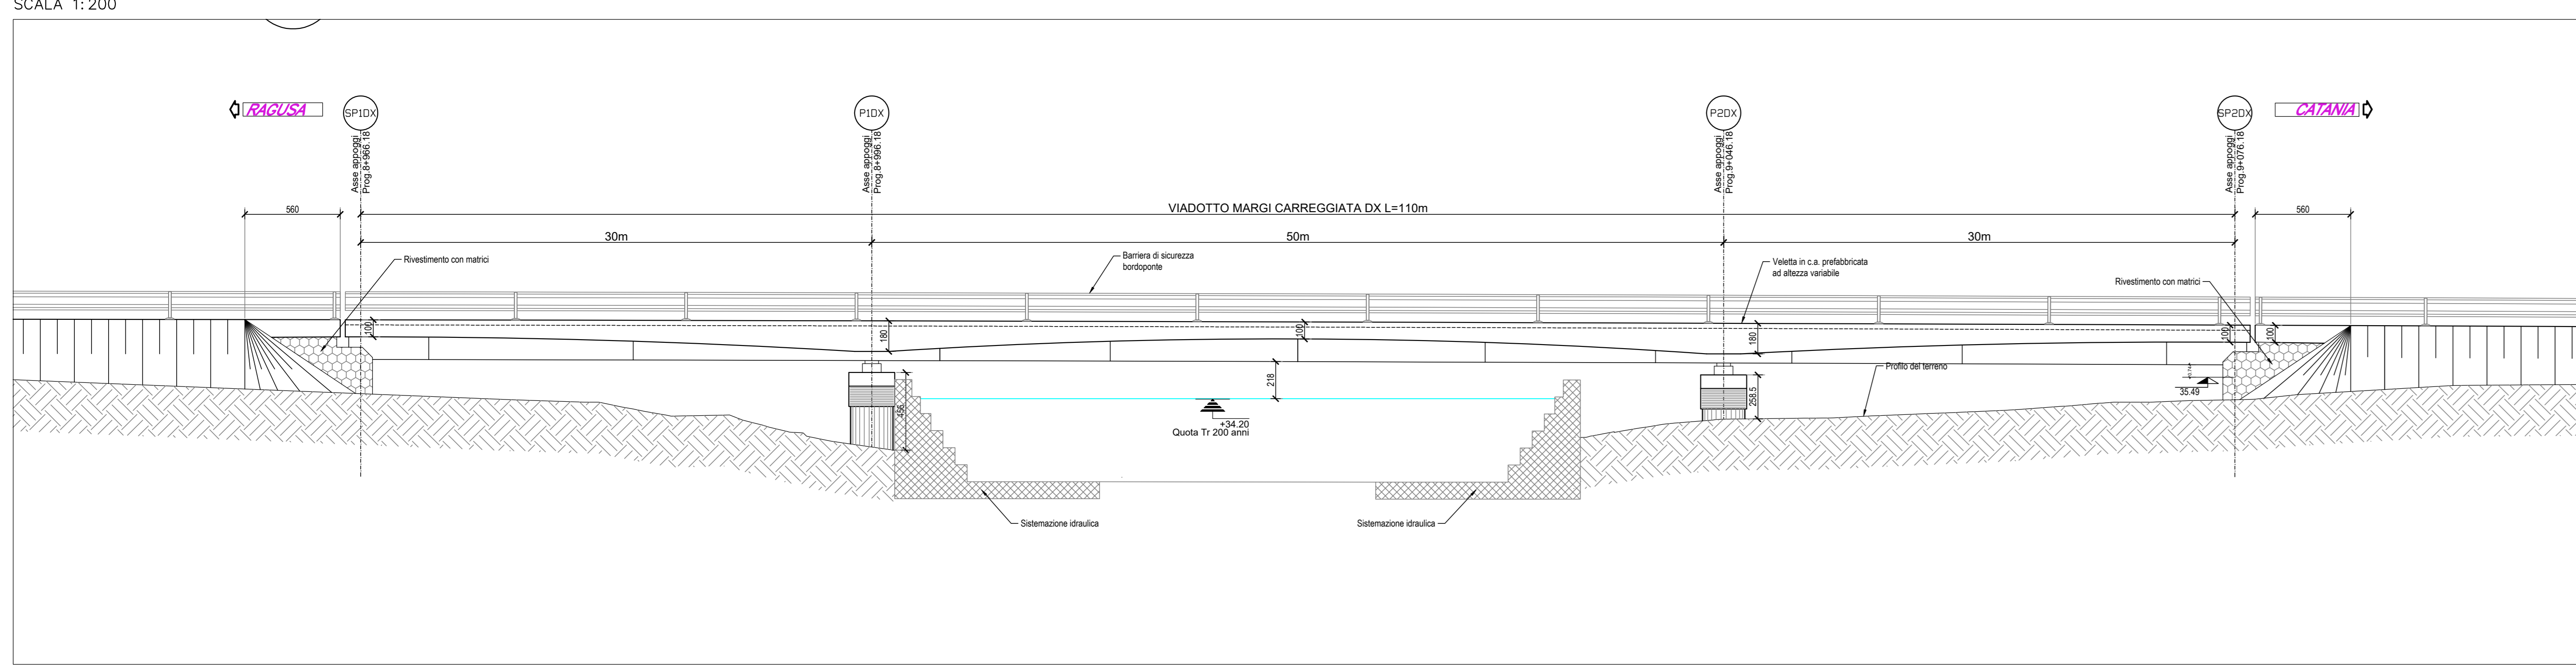 SCALA 1:200
RAGUSA
SP1DX
P1DX
P2DX
SP2DX
CATANIA
Asse appoggi
Prog.8+966.18
Asse appoggi
Prog.8+996.18
Asse appoggi
Prog.9+046.18
Asse appoggi
Prog.9+076.18
560
VIADOTTO MARGI CARREGGIATA DX L=110m
560
30m
50m
30m
Rivestimento con matrici
Barriera di sicurezza
bordoponte
Veletta in c.a. prefabbricata
ad altezza variabile
Rivestimento con matrici
100
180
100
180
100
100
218
Profilo del terreno
456
258.5
35.49
+34.20
Quota Tr 200 anni
Sistemazione idraulica
Sistemazione idraulica